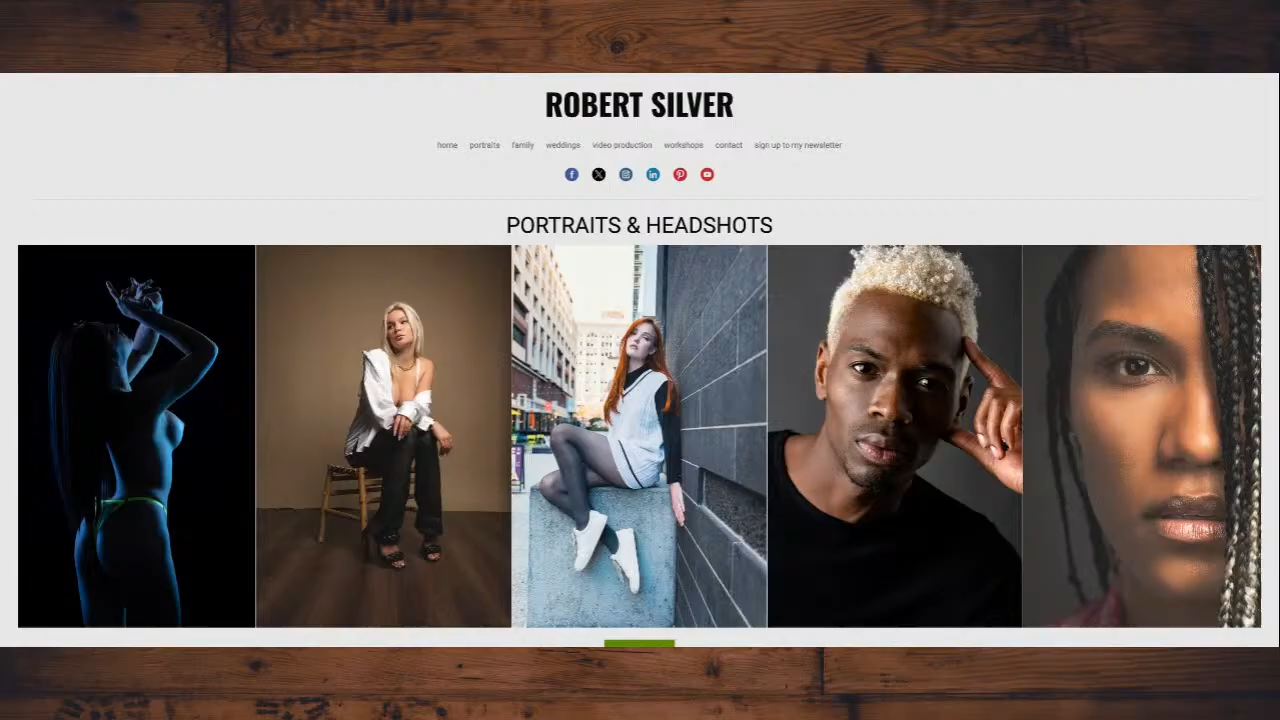 ROBERT SILVER
home portraits family weddings video production workshops contact sign up to my newsletter
PORTRAITS & HEADSHOTS